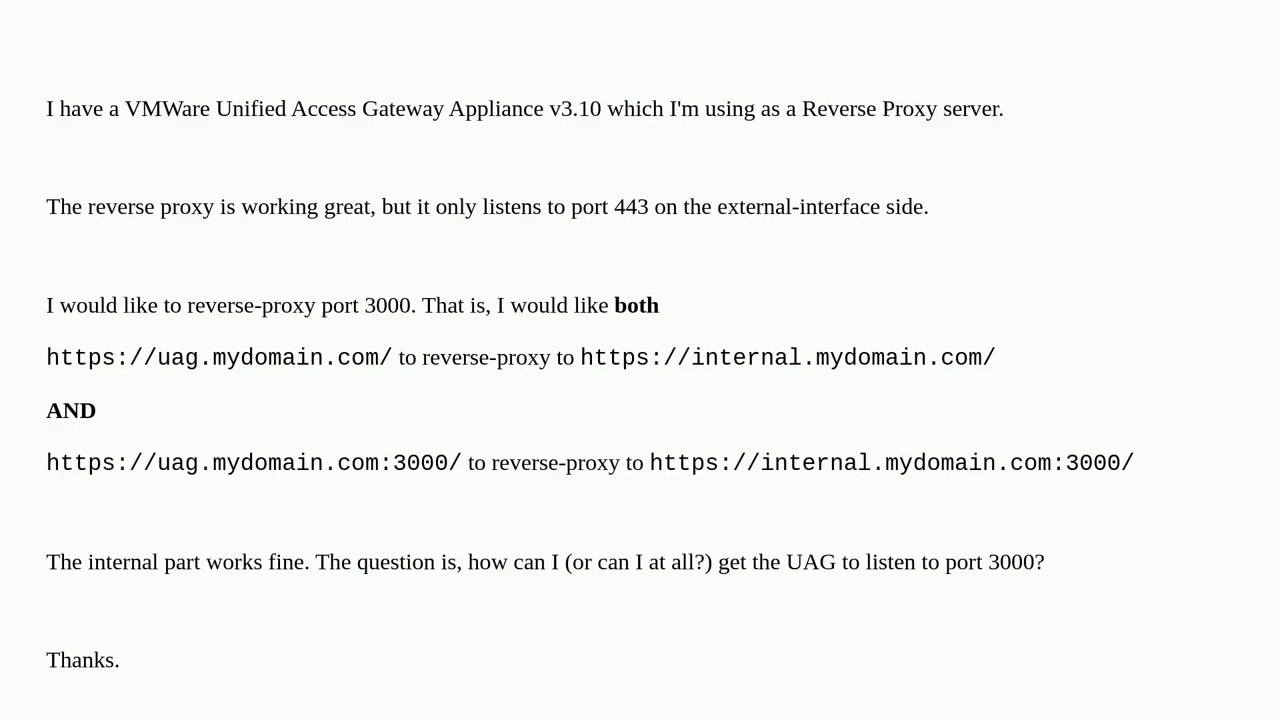 I have a VMWare Unified Access Gateway Appliance v3.10 which I'm using as a Reverse Proxy server.
The reverse proxy is working great, but it only listens to port 443 on the external-interface side.
I would like to reverse-proxy port 3000. That is, I would like both
https://uag.mydomain.com/ to reverse-proxy to https://internal.mydomain.com/
AND
https://uag.mydomain.com:3000/ to reverse-proxy to https://internal.mydomain.com:3000/
The internal part works fine. The question is, how can I (or can I at all?) get the UAG to listen to port 3000?
Thanks.